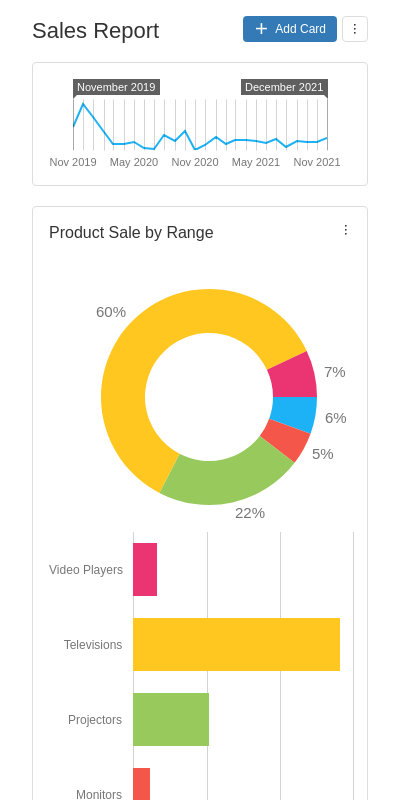 Sales Report
Add Card
November 2019
December 2021
Nov 2019 May 2020 Nov 2020 May 2021 Nov 2021
Product Sale by Range
60%
7%
6%
5%
22%
Video Players
Televisions
Projectors
Monitors